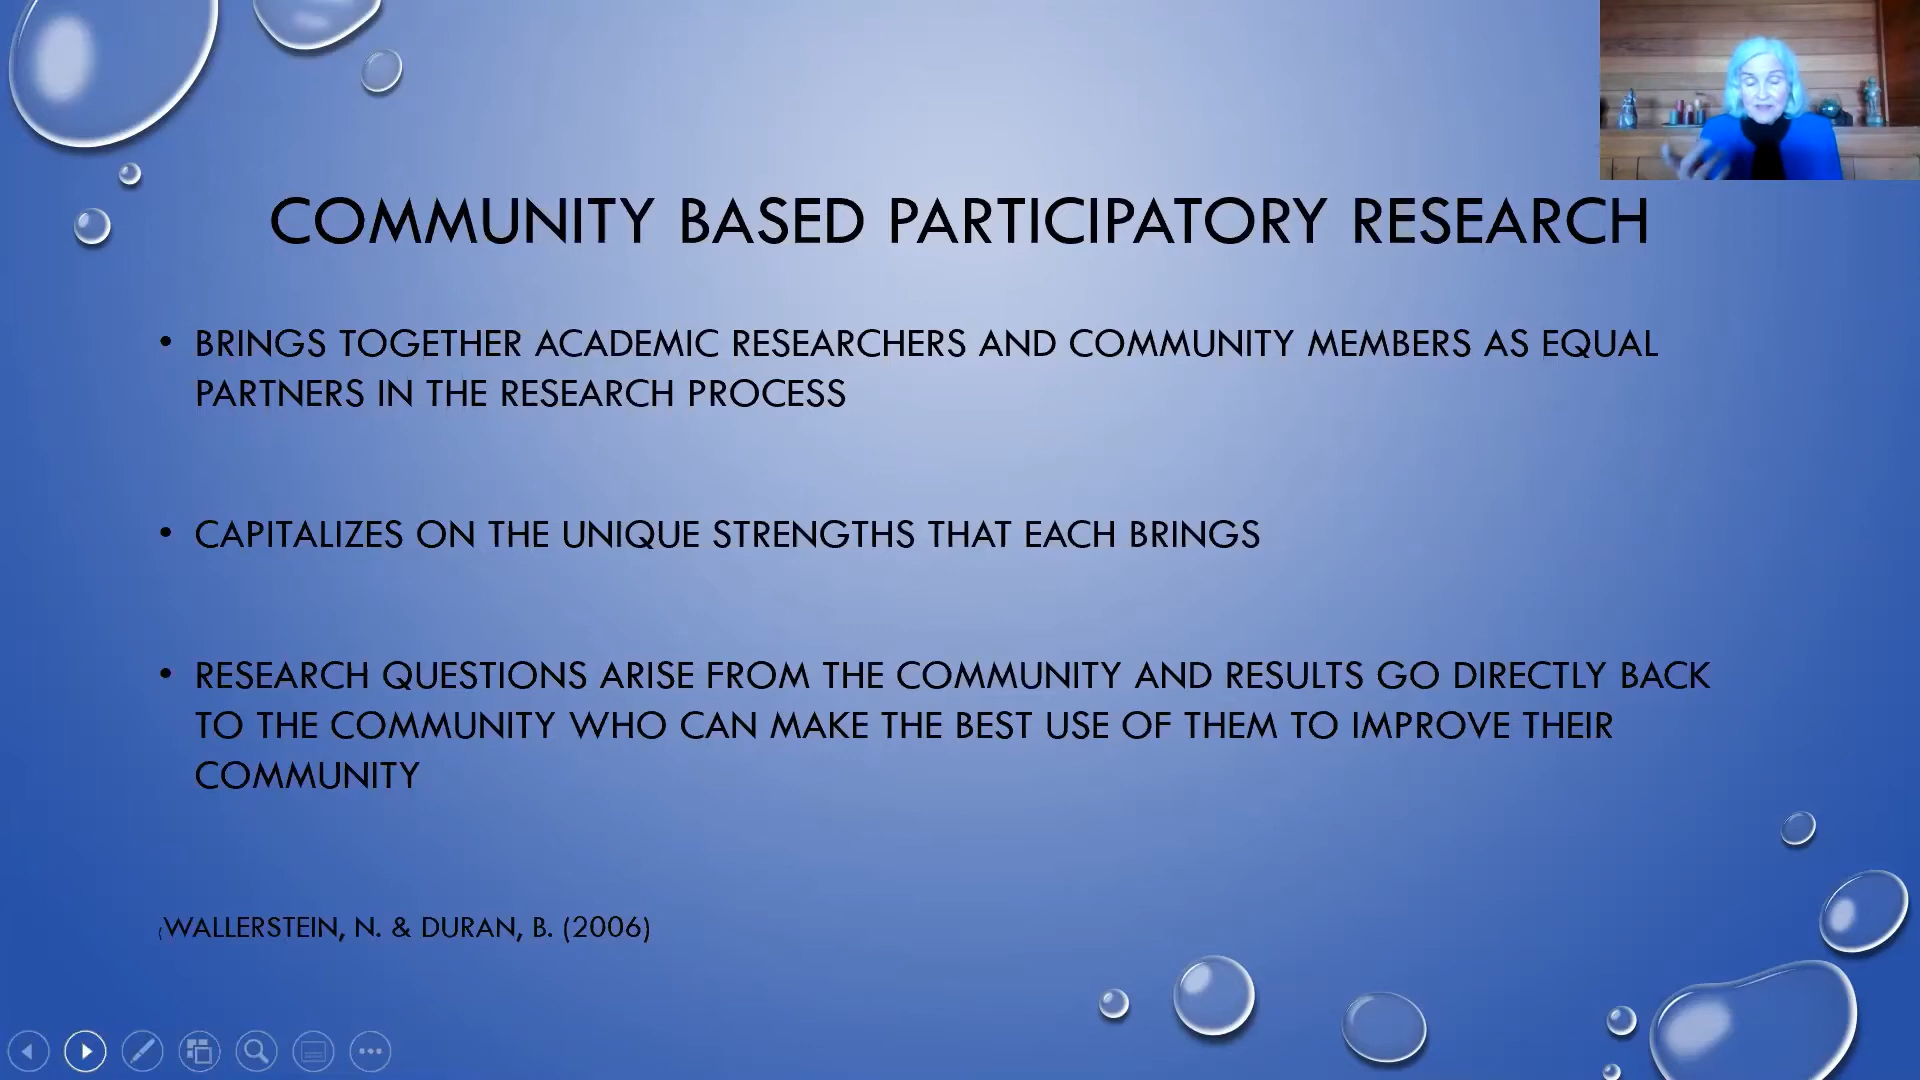 COMMUNITY BASED PARTICIPATORY RESEARCH
• BRINGS TOGETHER ACADEMIC RESEARCHERS AND COMMUNITY MEMBERS AS EQUAL
PARTNERS IN THE RESEARCH PROCESS
• CAPITALIZES ON THE UNIQUE STRENGTHS THAT EACH BRINGS
• RESEARCH QUESTIONS ARISE FROM THE COMMUNITY AND RESULTS GO DIRECTLY BACK
TO THE COMMUNITY WHO CAN MAKE THE BEST USE OF THEM TO IMPROVE THEIR
COMMUNITY
(WALLERSTEIN, N. & DURAN, B. (2006)